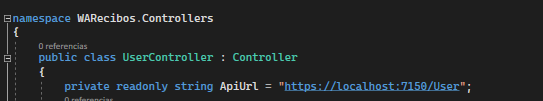 namespace WARecibos.Controllers
{
0 referencias
public class UserController : Controller
{
private readonly string ApiUrl = "https://localhost:7150/User";
0 referencias